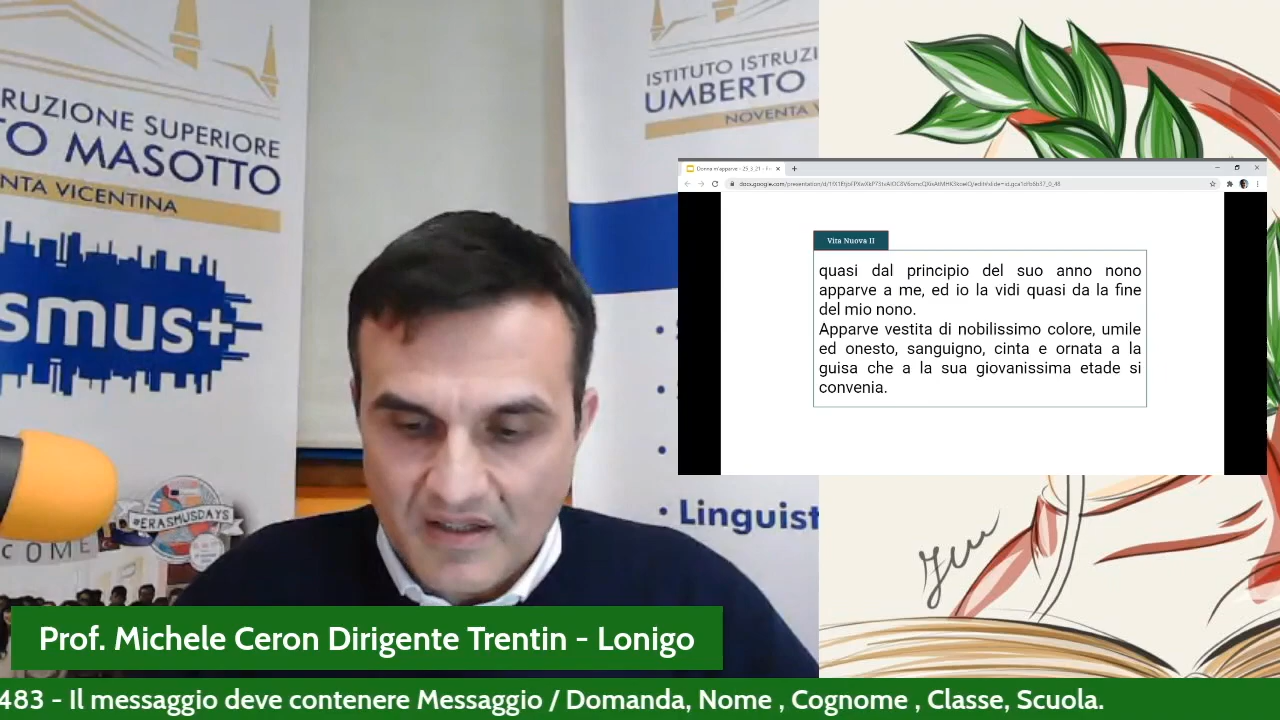 RUZIONE SUPERIORE
TO MASOTTO
NTA VICENTINA
smus+
#ERASMUSDAYS
COME
ISTITUTO ISTRUZI
UMBERTO
NOVENTA V
• Linguist
Vita Nuova II
quasi dal principio del suo anno nono
apparve a me, ed io la vidi quasi da la fine
del mio nono.
Apparve vestita di nobilissimo colore, umile
ed onesto, sanguigno, cinta e ornata a la
guisa che a la sua giovanissima etade si
convenia.
Prof. Michele Ceron Dirigente Trentin - Lonigo
483 - Il messaggio deve contenere Messaggio / Domanda, Nome , Cognome , Classe, Scuola.